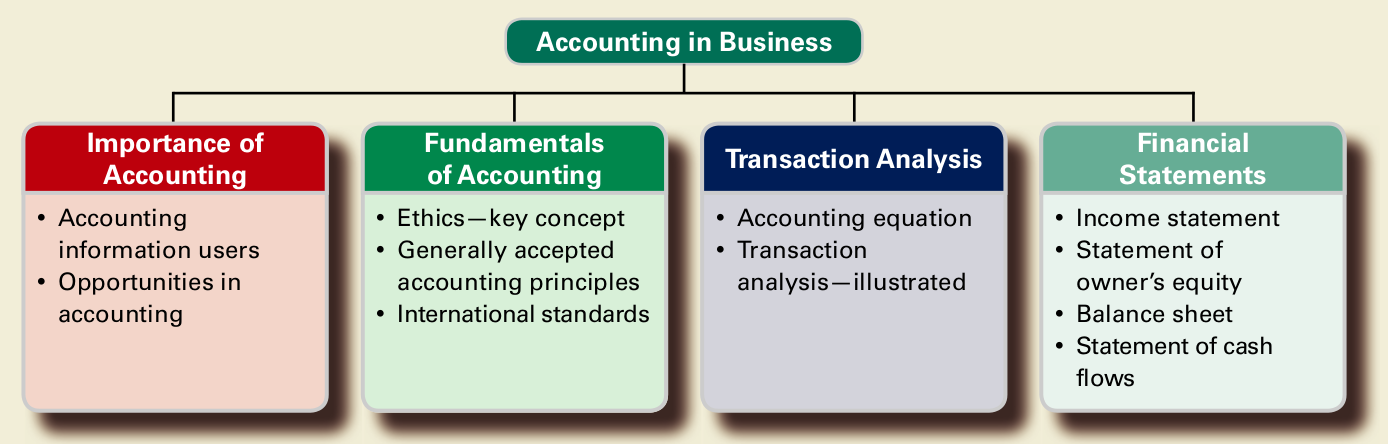 Accounting in Business
Importance of
Accounting
• Accounting
information users
• Opportunities in
accounting
Fundamentals
of Accounting
• Ethics—key concept
• Generally accepted
accounting principles
• International standards
Transaction Analysis
• Accounting equation
• Transaction
analysis—illustrated
Financial
Statements
• Income statement
• Statement of
owner’s equity
• Balance sheet
• Statement of cash
flows